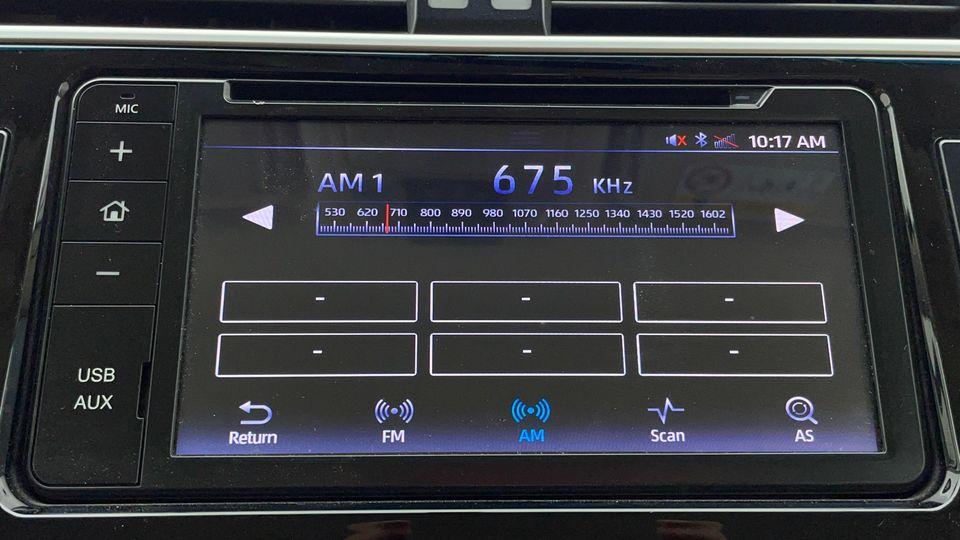 MIC
10:17 AM
AM 1 675 KHz
530 620 710 800 890 980 1070 1160 1250 1340 1430 1520 1602
- - -
- - -
USB
AUX
Return FM AM Scan AS